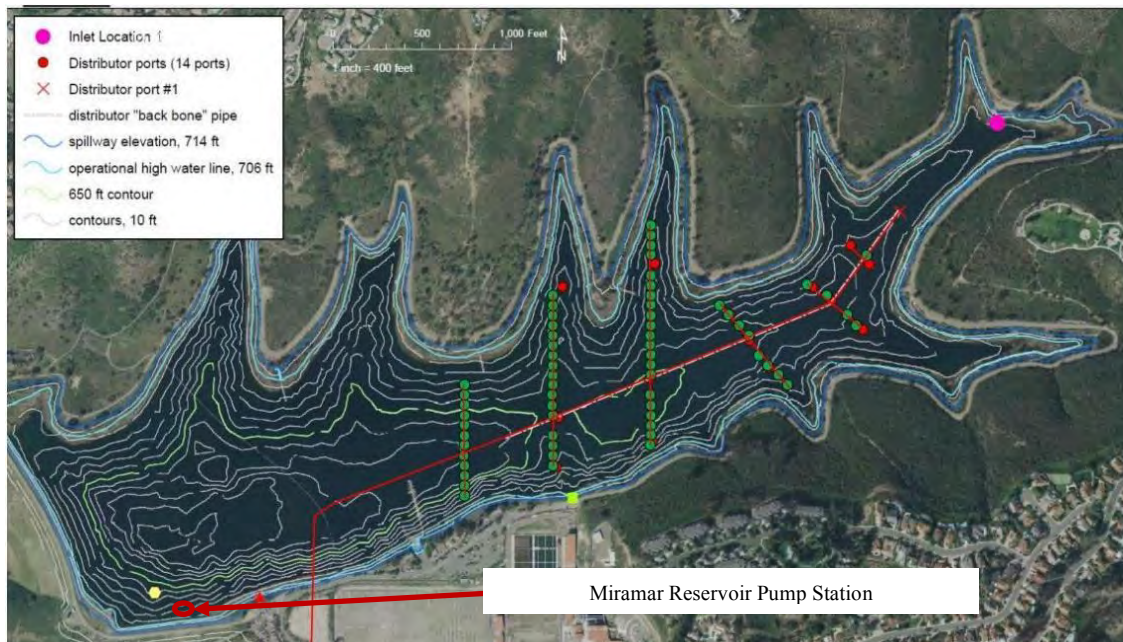 Inlet Location 1
Distributor ports (14 ports)
Distributor port #1
distributor "back bone" pipe
spillway elevation, 714 ft
operational high water line, 706 ft
650 ft contour
contours, 10 ft
0 500 1,000 Feet
1 inch = 400 feet
N
Miramar Reservoir Pump Station